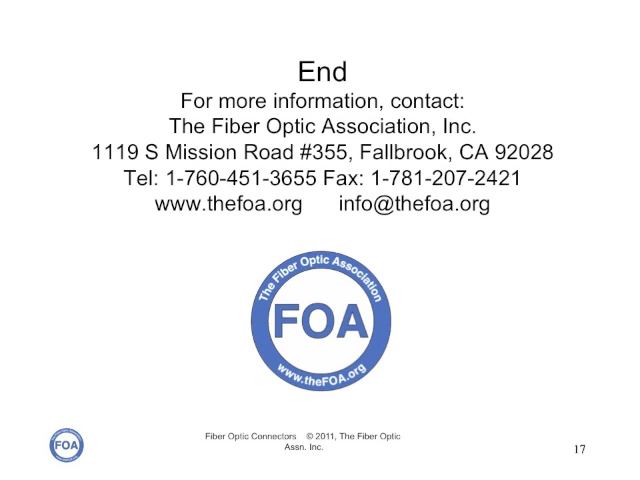 End
For more information, contact:
The Fiber Optic Association, Inc.
1119 S Mission Road #355, Fallbrook, CA 92028
Tel: 1-760-451-3655 Fax: 1-781-207-2421
www.thefoa.org info@thefoa.org
The Fiber Optic Association
FOA
www.theFOA.org
FOA
Fiber Optic Connectors © 2011, The Fiber Optic
Assn. Inc.
17